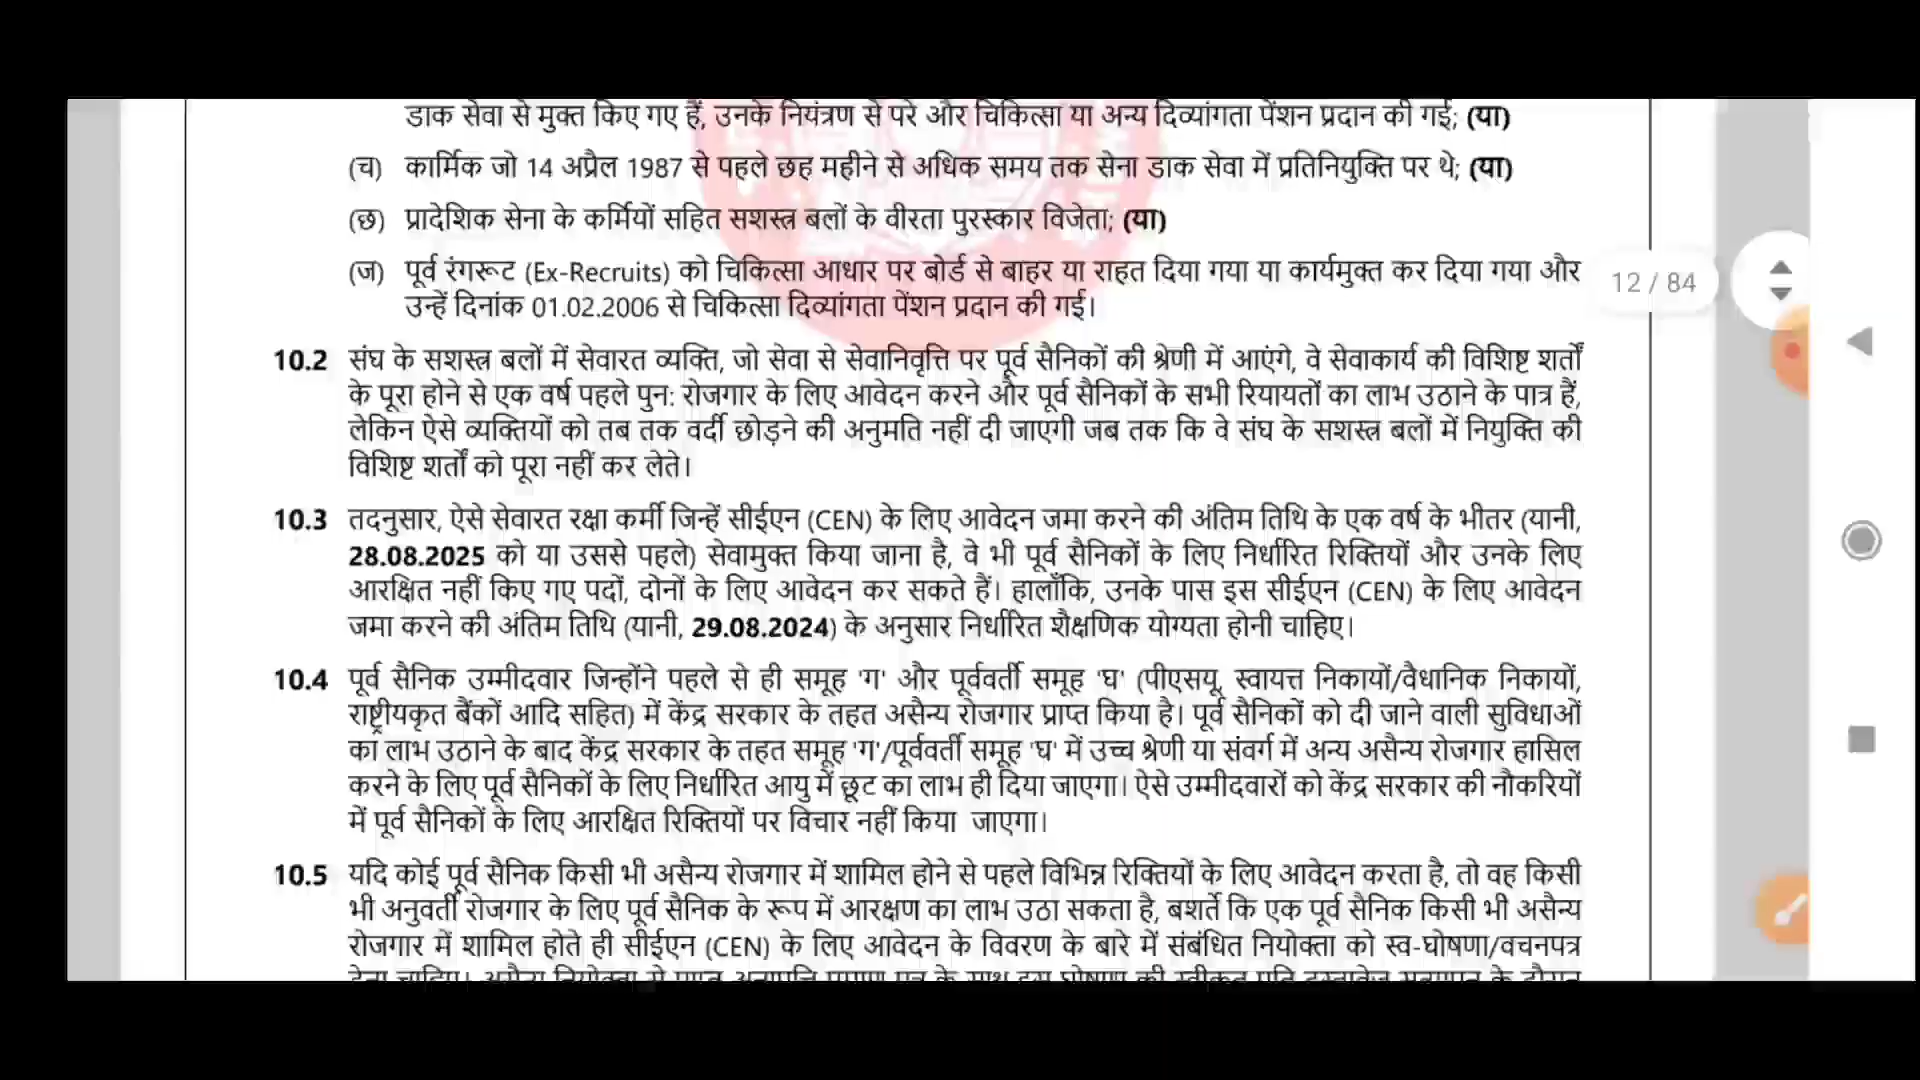 डाक सेवा से मुक्त किए गए हैं, उनके नियंत्रण से परे और चिकित्सा या अन्य दिव्यांगता पेंशन प्रदान की गई; (या)
(च) कार्मिक जो 14 अप्रैल 1987 से पहले छह महीने से अधिक समय तक सेना डाक सेवा में प्रतिनियुक्ति पर थे; (या)
(छ) प्रादेशिक सेना के कर्मियों सहित सशस्त्र बलों के वीरता पुरस्कार विजेता; (या)
(ज) पूर्व रंगरूट (Ex-Recruits) को चिकित्सा आधार पर बोर्ड से बाहर या राहत दिया गया या कार्यमुक्त कर दिया गया और
उन्हें दिनांक 01.02.2006 से चिकित्सा दिव्यांगता पेंशन प्रदान की गई।
12 / 84
10.2 संघ के सशस्त्र बलों में सेवारत व्यक्ति, जो सेवा से सेवानिवृत्ति पर पूर्व सैनिकों की श्रेणी में आएंगे, वे सेवाकार्य की विशिष्ट शर्तों
के पूरा होने से एक वर्ष पहले पुन: रोजगार के लिए आवेदन करने और पूर्व सैनिकों के सभी रियायतों का लाभ उठाने के पात्र हैं,
लेकिन ऐसे व्यक्तियों को तब तक वर्दी छोड़ने की अनुमति नहीं दी जाएगी जब तक कि वे संघ के सशस्त्र बलों में नियुक्ति की
विशिष्ट शर्तों को पूरा नहीं कर लेते।
10.3 तदनुसार, ऐसे सेवारत रक्षा कर्मी जिन्हें सीईएन (CEN) के लिए आवेदन जमा करने की अंतिम तिथि के एक वर्ष के भीतर (यानी,
28.08.2025 को या उससे पहले) सेवामुक्त किया जाना है, वे भी पूर्व सैनिकों के लिए निर्धारित रिक्तियों और उनके लिए
आरक्षित नहीं किए गए पदों, दोनों के लिए आवेदन कर सकते हैं। हालाँकि, उनके पास इस सीईएन (CEN) के लिए आवेदन
जमा करने की अंतिम तिथि (यानी, 29.08.2024) के अनुसार निर्धारित शैक्षणिक योग्यता होनी चाहिए।
10.4 पूर्व सैनिक उम्मीदवार जिन्होंने पहले से ही समूह 'ग' और पूर्ववर्ती समूह 'घ' (पीएसयू, स्वायत्त निकायों/वैधानिक निकायों,
राष्ट्रीयकृत बैंकों आदि सहित) में केंद्र सरकार के तहत असैन्य रोजगार प्राप्त किया है। पूर्व सैनिकों को दी जाने वाली सुविधाओं
का लाभ उठाने के बाद केंद्र सरकार के तहत समूह 'ग'/पूर्ववर्ती समूह 'घ' में उच्च श्रेणी या संवर्ग में अन्य असैन्य रोजगार हासिल
करने के लिए पूर्व सैनिकों के लिए निर्धारित आयु में छूट का लाभ ही दिया जाएगा। ऐसे उम्मीदवारों को केंद्र सरकार की नौकरियों
में पूर्व सैनिकों के लिए आरक्षित रिक्तियों पर विचार नहीं किया जाएगा।
10.5 यदि कोई पूर्व सैनिक किसी भी असैन्य रोजगार में शामिल होने से पहले विभिन्न रिक्तियों के लिए आवेदन करता है, तो वह किसी
भी अनुवर्ती रोजगार के लिए पूर्व सैनिक के रूप में आरक्षण का लाभ उठा सकता है, बशर्ते कि एक पूर्व सैनिक किसी भी असैन्य
रोजगार में शामिल होते ही सीईएन (CEN) के लिए आवेदन के विवरण के बारे में संबंधित नियोक्ता को स्व-घोषणा/वचनपत्र